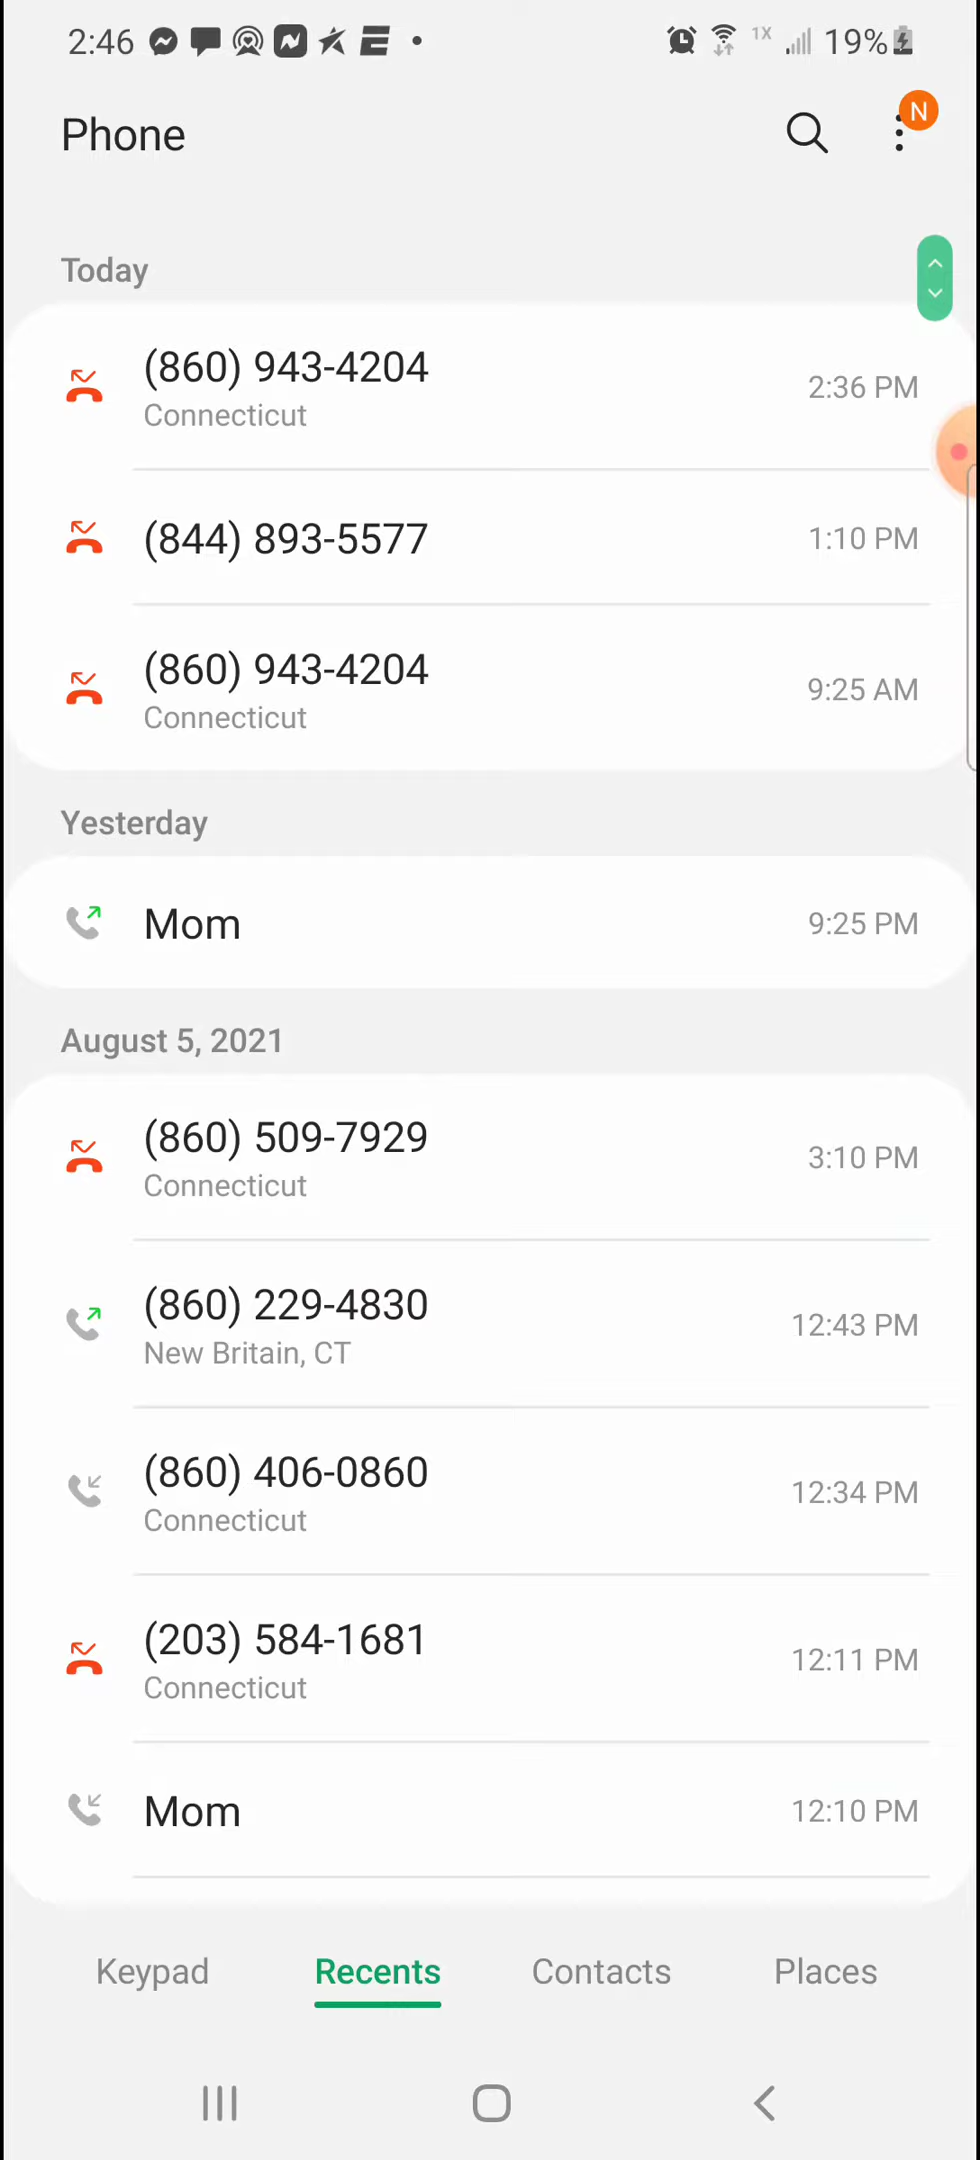 2:46 1X 19%
Phone
N
Today
(860) 943-4204
Connecticut
2:36 PM
(844) 893-5577
1:10 PM
(860) 943-4204
Connecticut
9:25 AM
Yesterday
Mom
9:25 PM
August 5, 2021
(860) 509-7929
Connecticut
3:10 PM
(860) 229-4830
New Britain, CT
12:43 PM
(860) 406-0860
Connecticut
12:34 PM
(203) 584-1681
Connecticut
12:11 PM
Mom
12:10 PM
Keypad Recents Contacts Places